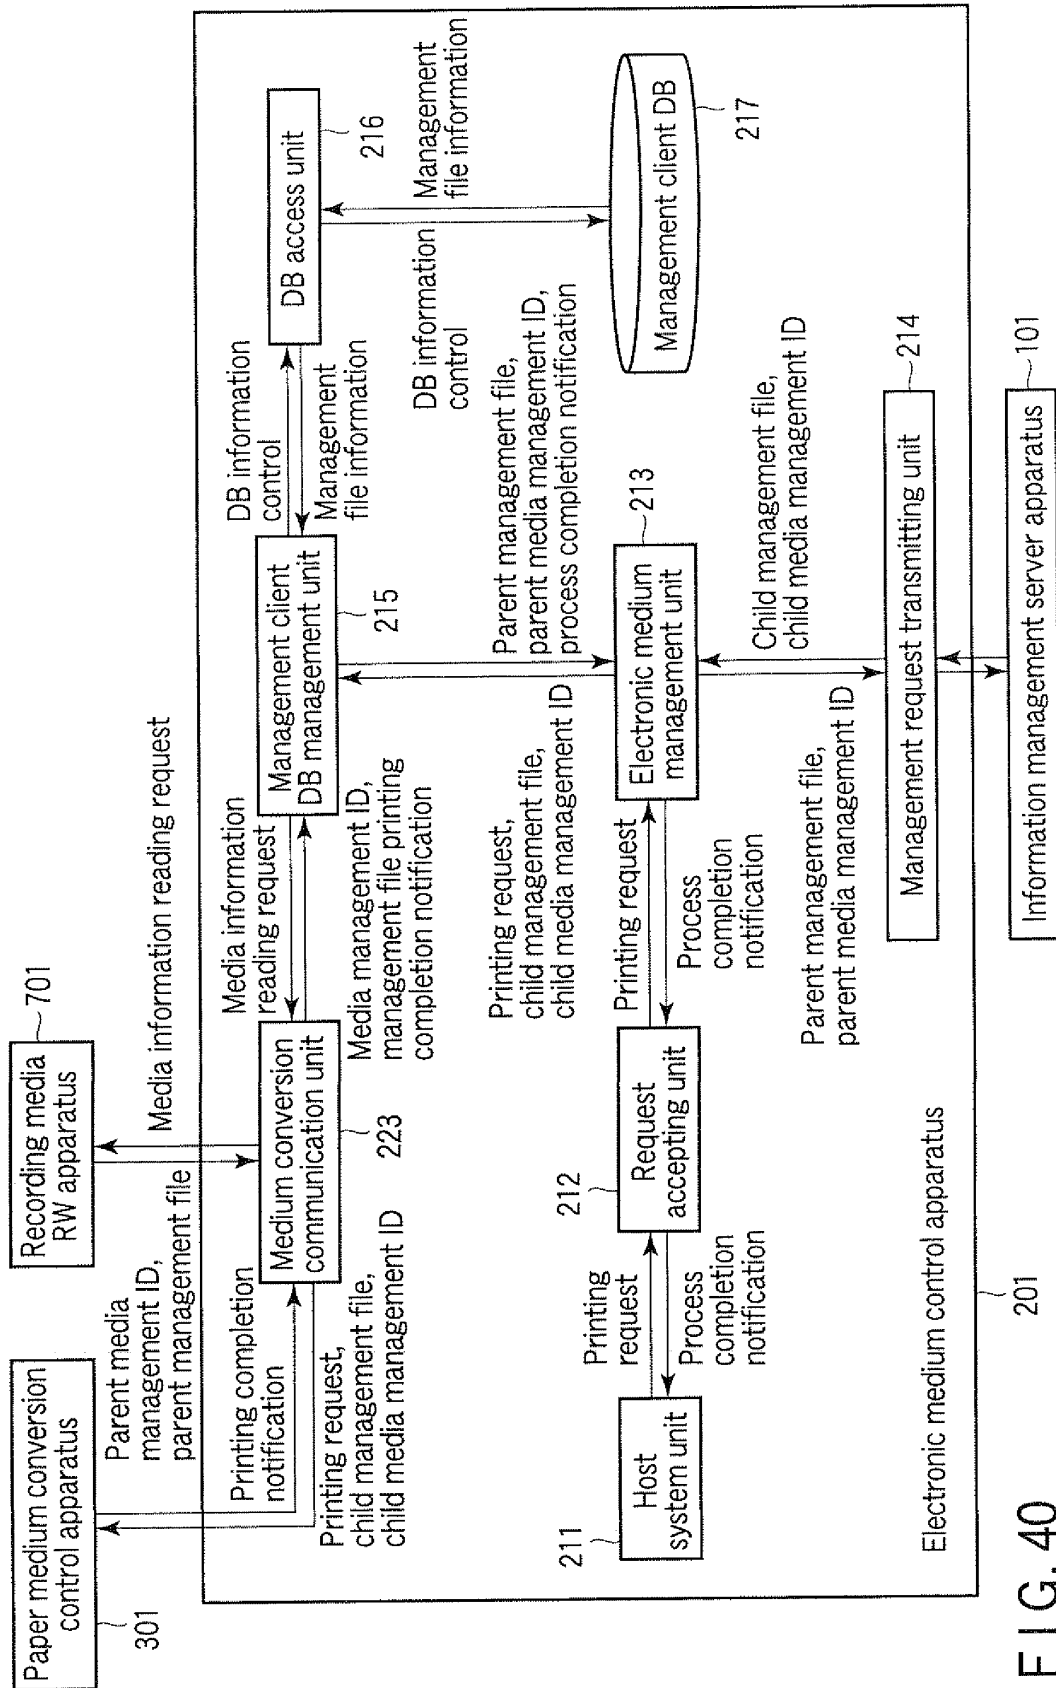 Paper medium conversion
control apparatus
301
Recording media
RW apparatus
701
Parent media
management ID,
parent management file
Media information reading request
Printing completion
notification
Printing request,
child management file,
child media management ID
Medium conversion
communication unit
223
Media information
reading request
Media management ID,
management file printing
completion notification
Management client
DB management unit
215
DB information
control
Management
file information
DB access unit
216
DB information
control
Management
file information
Management client DB
217
Printing request,
child management file,
child media management ID
Parent management file,
parent media management ID,
process completion notification
Host
system unit
211
Printing
request
Process
completion
notification
Request
accepting unit
212
Printing request
Process
completion
notification
Electronic medium
management unit
213
Parent management file,
parent media management ID
Child management file,
child media management ID
Management request transmitting unit
214
Electronic medium control apparatus
201
Information management server apparatus
101
FIG. 40